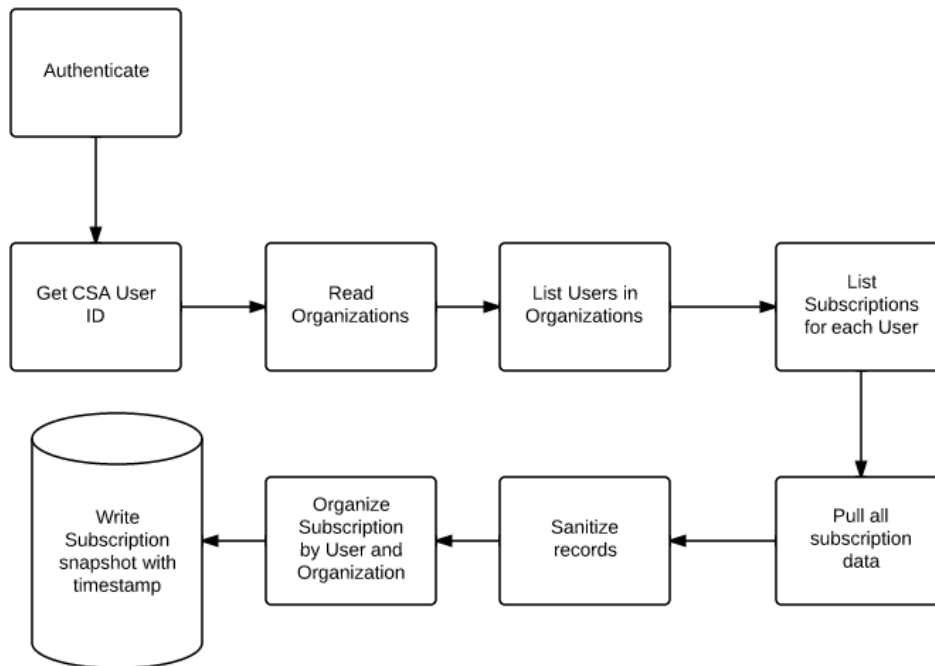 Authenticate
Get CSA User
ID
Read
Organizations
List Users in
Organizations
List
Subscriptions
for each User
Pull all
subscription
data
Sanitize
records
Organize
Subscription
by User and
Organization
Write
Subscription
snapshot with
timestamp